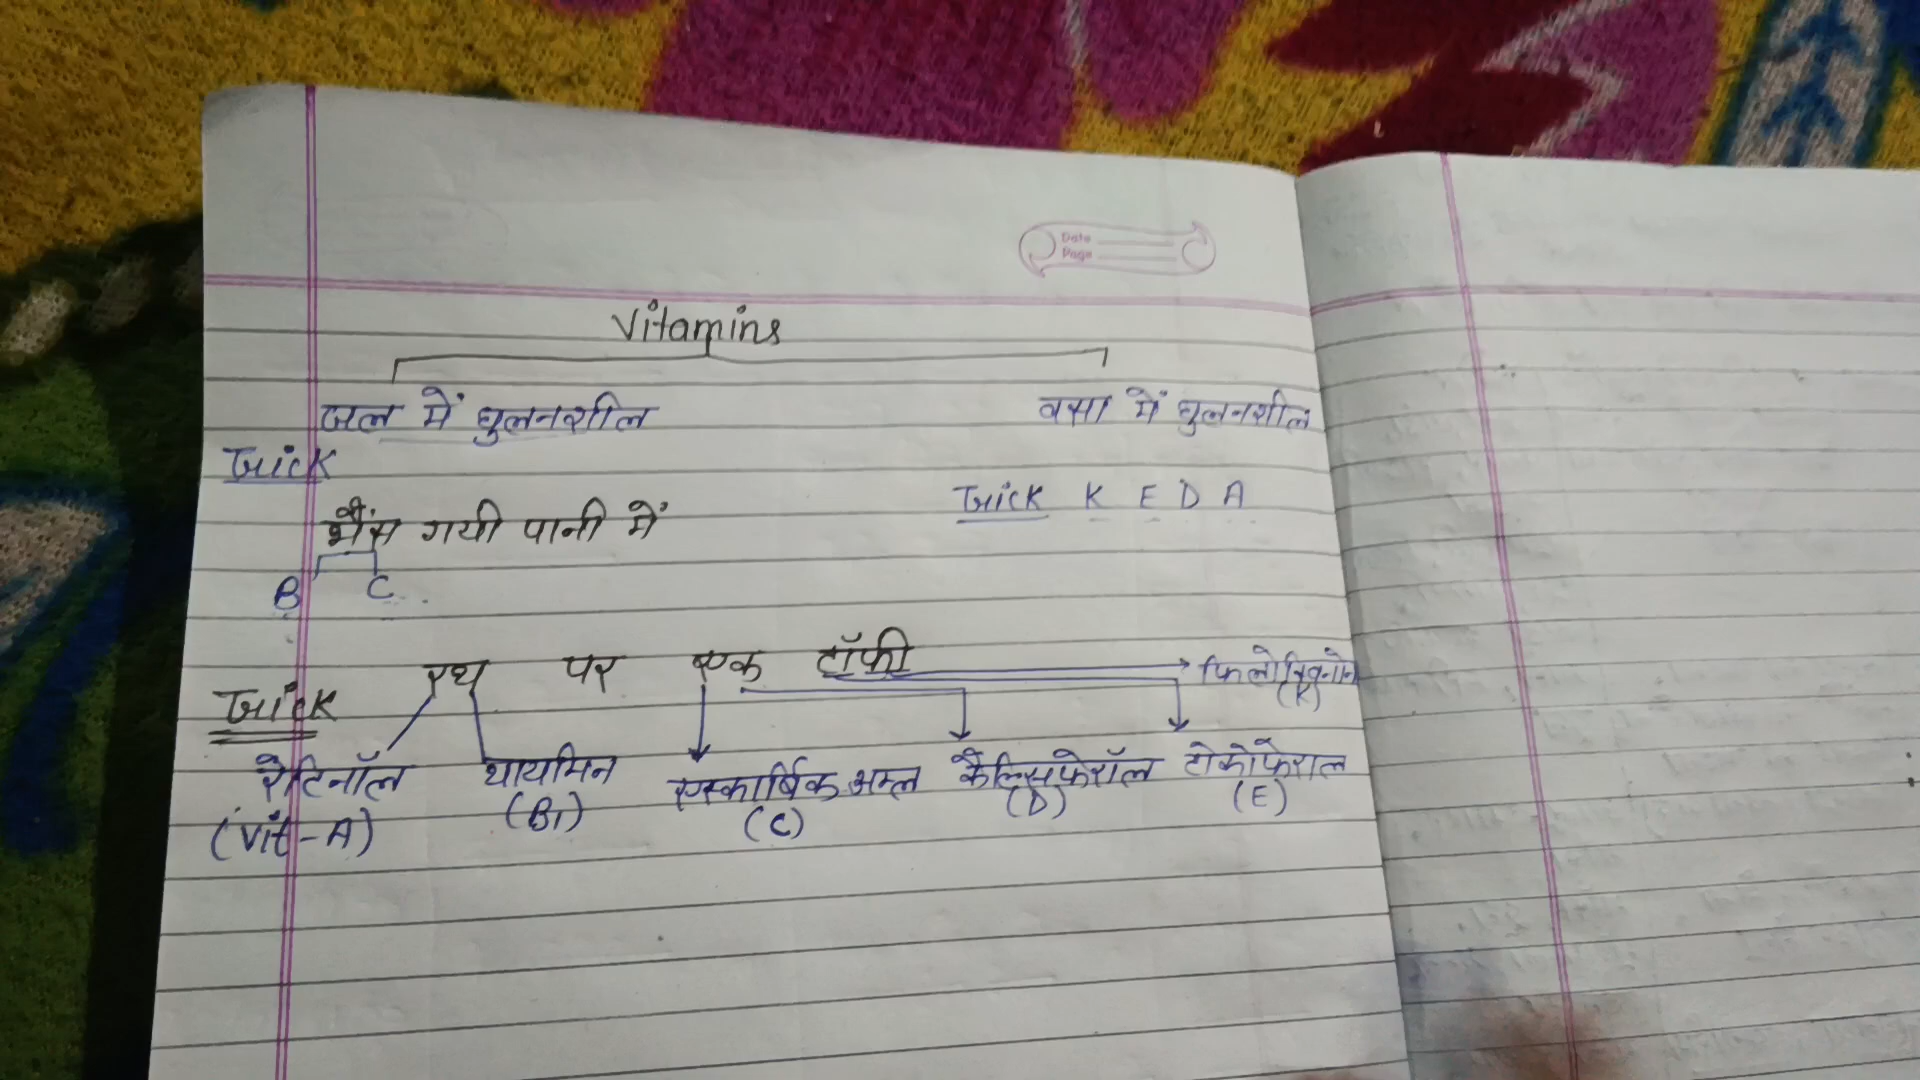 Date
Page
Vitamins
जल में घुलनशील वसा में घुलनशील
Trick
Trick K E D A
भैंस गयी पानी में
B C
रथ पर एक टॉफी
फिलोक्विनोन
(K)
Trick
रेटिनॉल थायमिन एस्कार्बिक अम्ल कैल्सिफेरॉल टोकोफेराल
(Vit-A) (B1) (C) (D) (E)